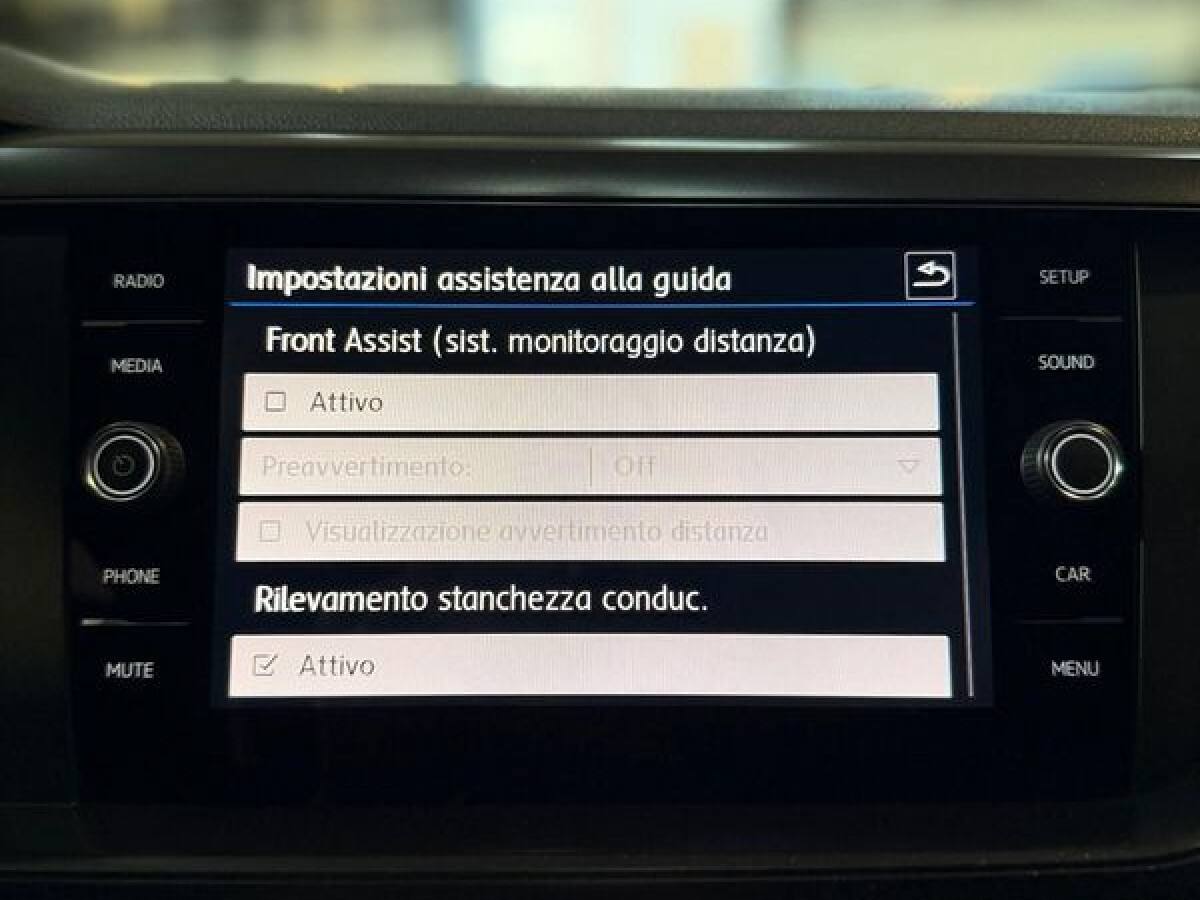 Impostazioni assistenza alla guida
RADIO
SETUP
Front Assist (sist. monitoraggio distanza)
MEDIA
SOUND
Attivo
Preavvertimento: Off
Visualizzazione avvertimento distanza
PHONE
CAR
Rilevamento stanchezza conduc.
MUTE
Attivo
MENU